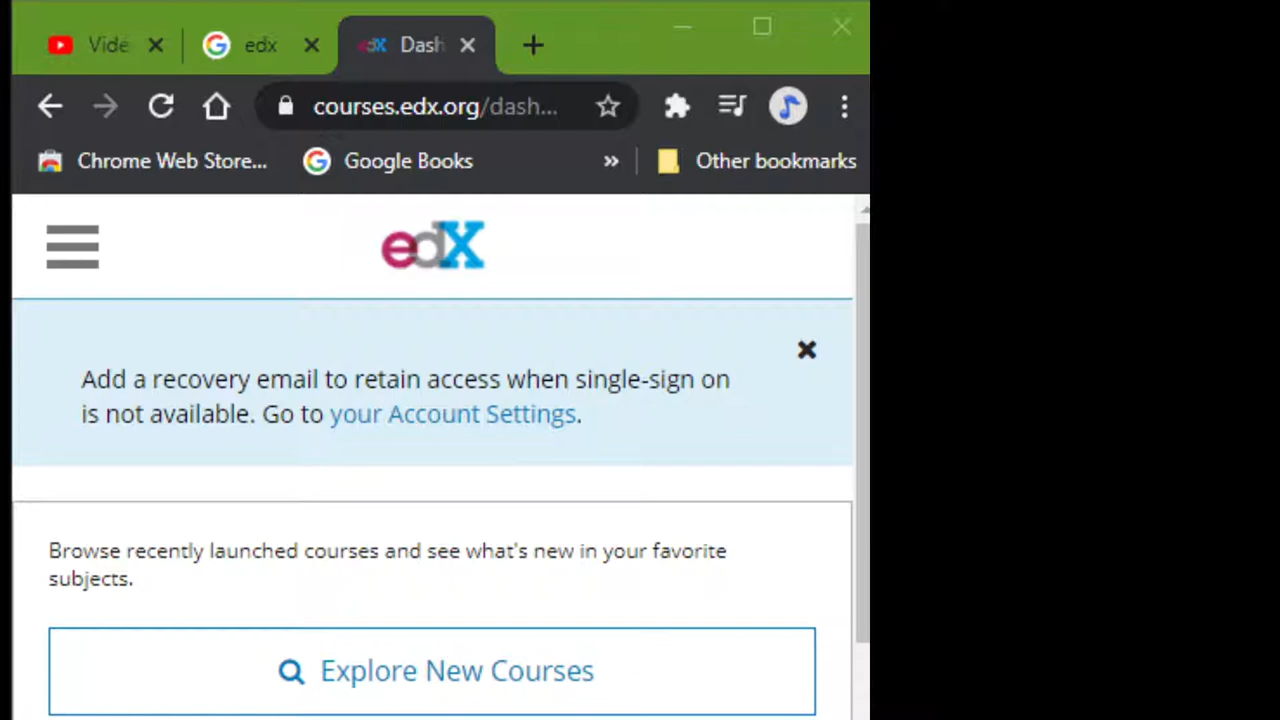 Vide
edx
edX Dash
courses.edx.org/dash...
Chrome Web Store...
Google Books
»
Other bookmarks
edX
Add a recovery email to retain access when single-sign on
is not available. Go to your Account Settings.
Browse recently launched courses and see what's new in your favorite
subjects.
Explore New Courses